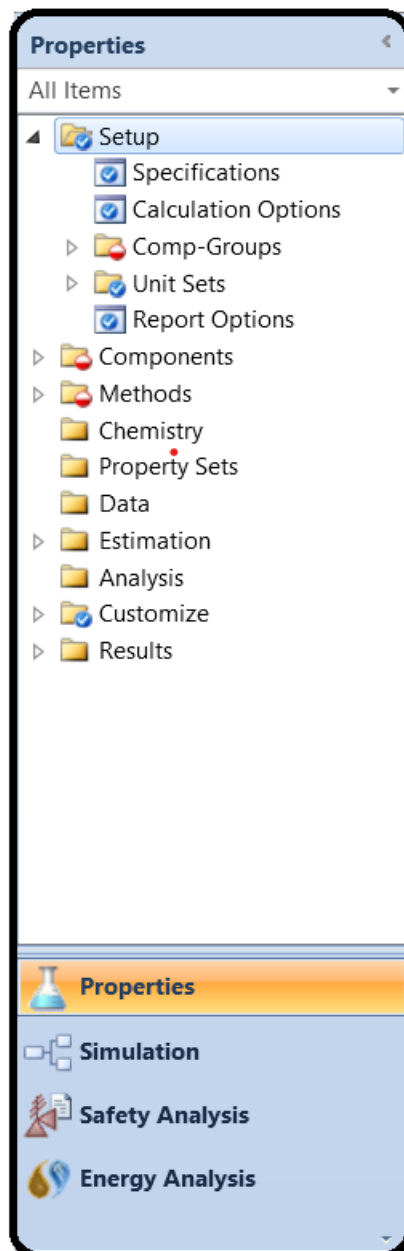 Properties
All Items
Setup
Specifications
Calculation Options
Comp-Groups
Unit Sets
Report Options
Components
Methods
Chemistry
Property Sets
Data
Estimation
Analysis
Customize
Results
Properties
Simulation
Safety Analysis
Energy Analysis